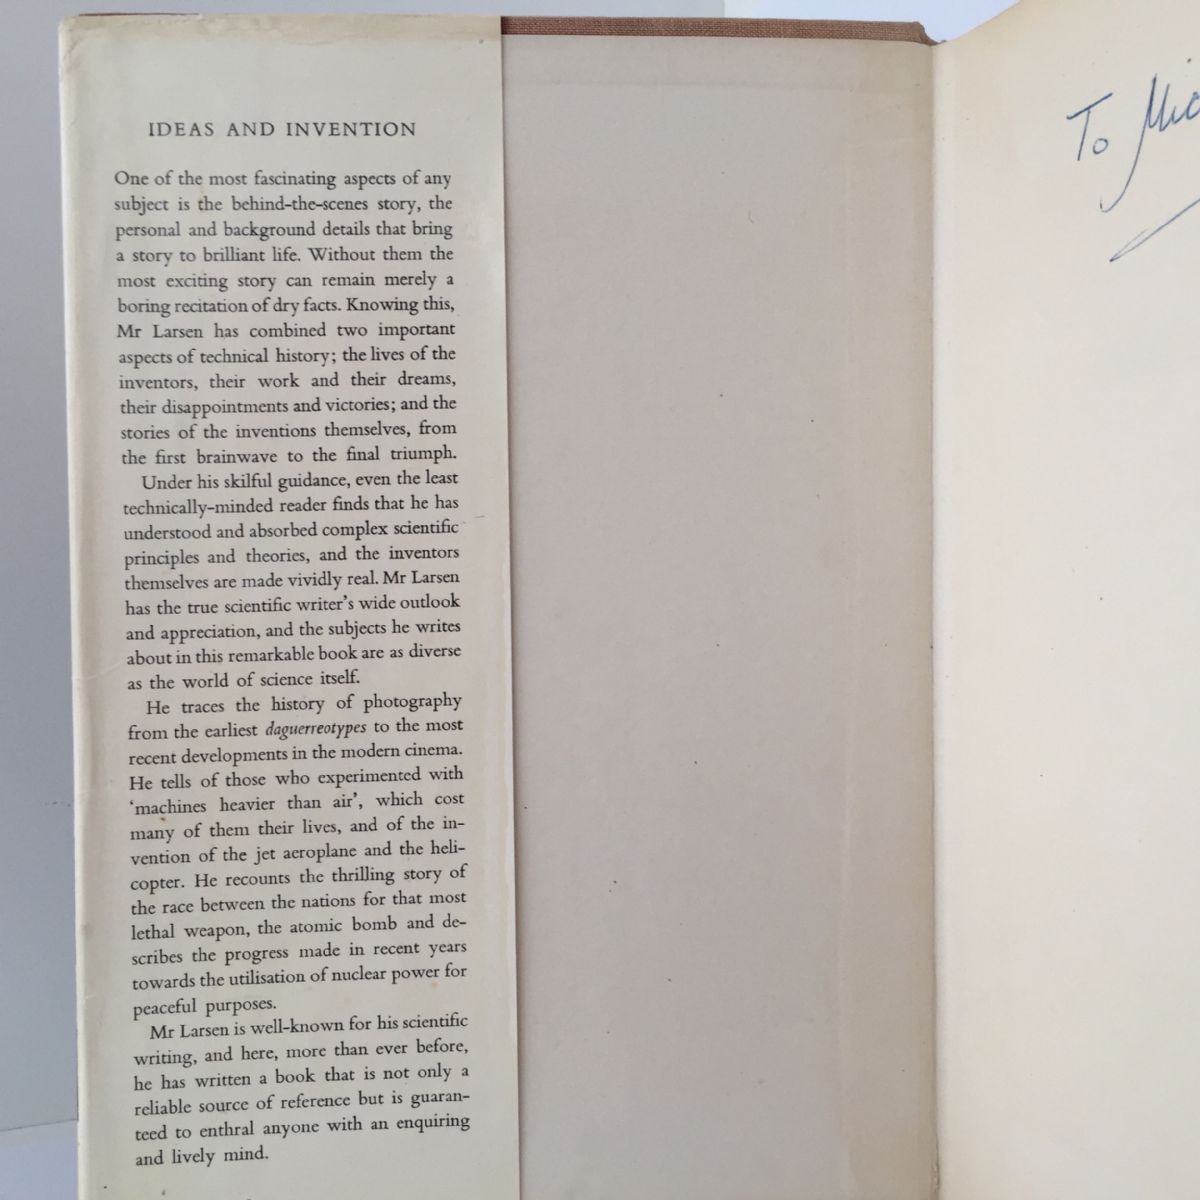 IDEAS AND INVENTION
One of the most fascinating aspects of any
subject is the behind-the-scenes story, the
personal and background details that bring
a story to brilliant life. Without them the
most exciting story can remain merely a
boring recitation of dry facts. Knowing this,
Mr Larsen has combined two important
aspects of technical history; the lives of the
inventors, their work and their dreams,
their disappointments and victories; and the
stories of the inventions themselves, from
the first brainwave to the final triumph.
Under his skilful guidance, even the least
technically-minded reader finds that he has
understood and absorbed complex scientific
principles and theories, and the inventors
themselves are made vividly real. Mr Larsen
has the true scientific writer's wide outlook
and appreciation, and the subjects he writes
about in this remarkable book are as diverse
as the world of science itself.
He traces the history of photography
from the earliest daguerreotypes to the most
recent developments in the modern cinema.
He tells of those who experimented with
'machines heavier than air', which cost
many of them their lives, and of the in-
vention of the jet aeroplane and the heli-
copter. He recounts the thrilling story of
the race between the nations for that most
lethal weapon, the atomic bomb and de-
scribes the progress made in recent years
towards the utilisation of nuclear power for
peaceful purposes.
Mr Larsen is well-known for his scientific
writing, and here, more than ever before,
he has written a book that is not only a
reliable source of reference but is guaran-
teed to enthral anyone with an enquiring
and lively mind.
To